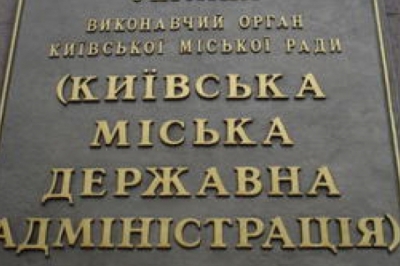 ВИКОНАВЧИЙ ОРГАН
КИЇВСЬКОЇ МІСЬКОЇ РАДИ
(КИЇВСЬКА
МІСЬКА
ДЕРЖАВНА
АДМІНІСТРАЦІЯ)